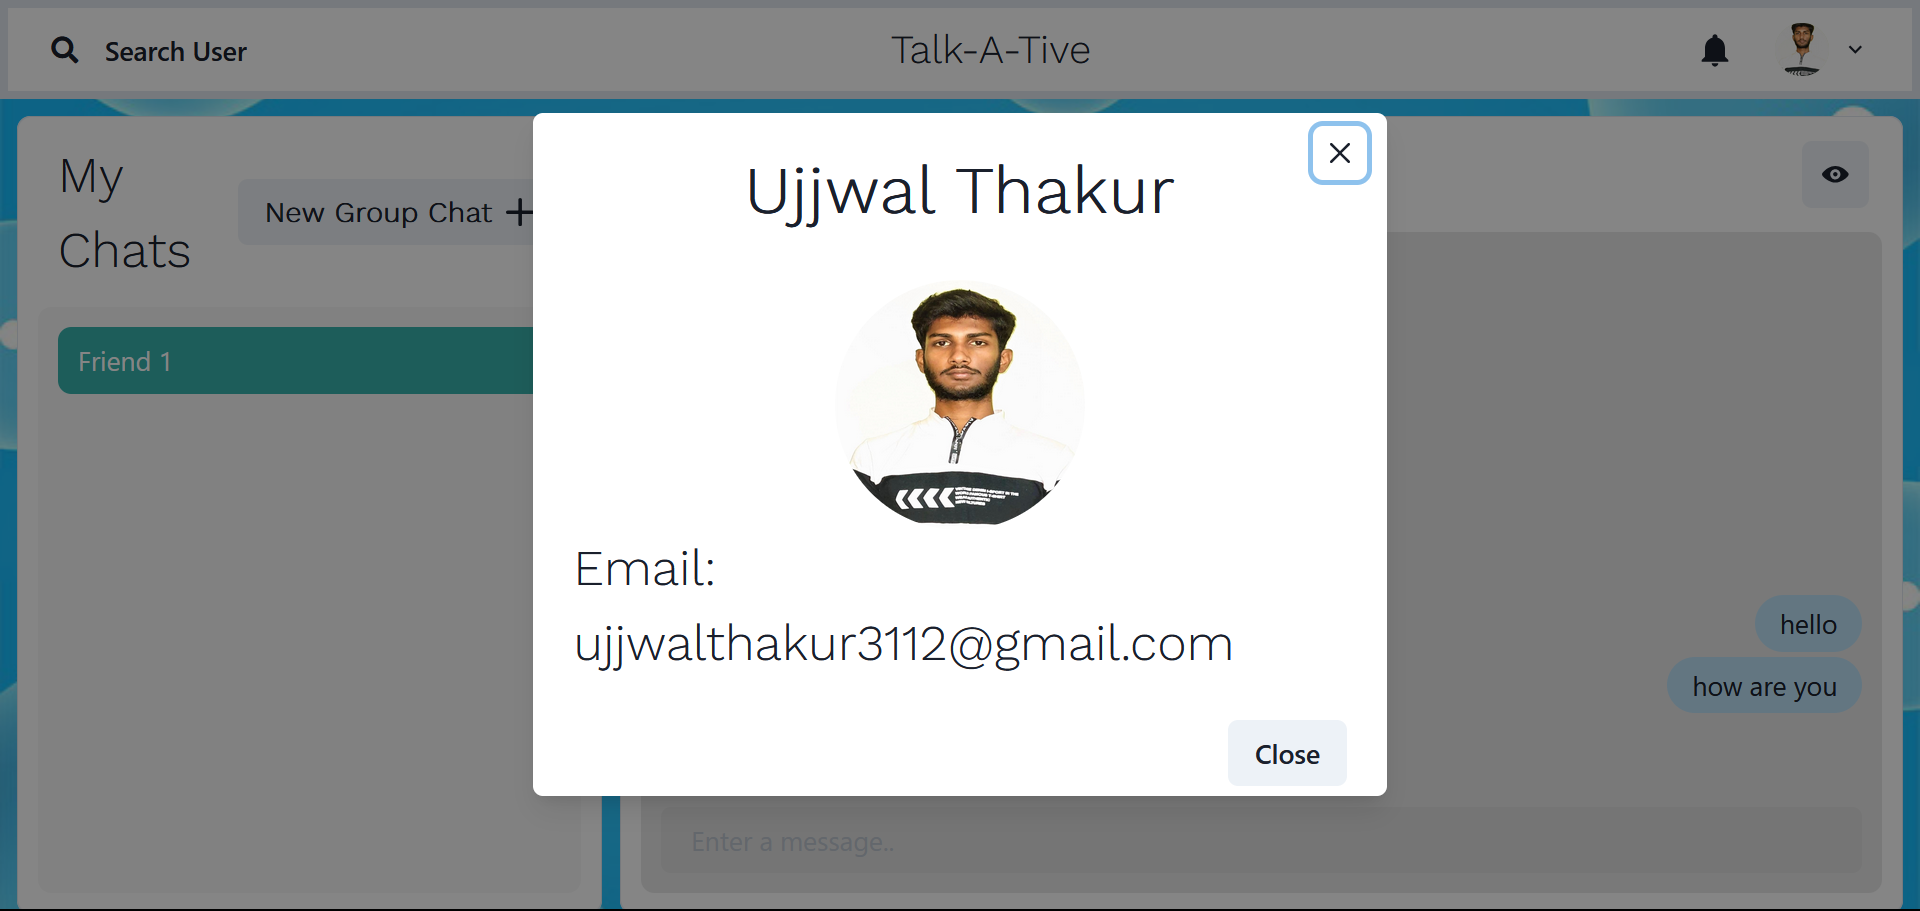 Search User
Talk-A-Tive
My
Chats
New Group Chat +
Friend 1
Ujjwal Thakur
Email:
ujjwalthakur3112@gmail.com
Close
hello
how are you
Enter a message..